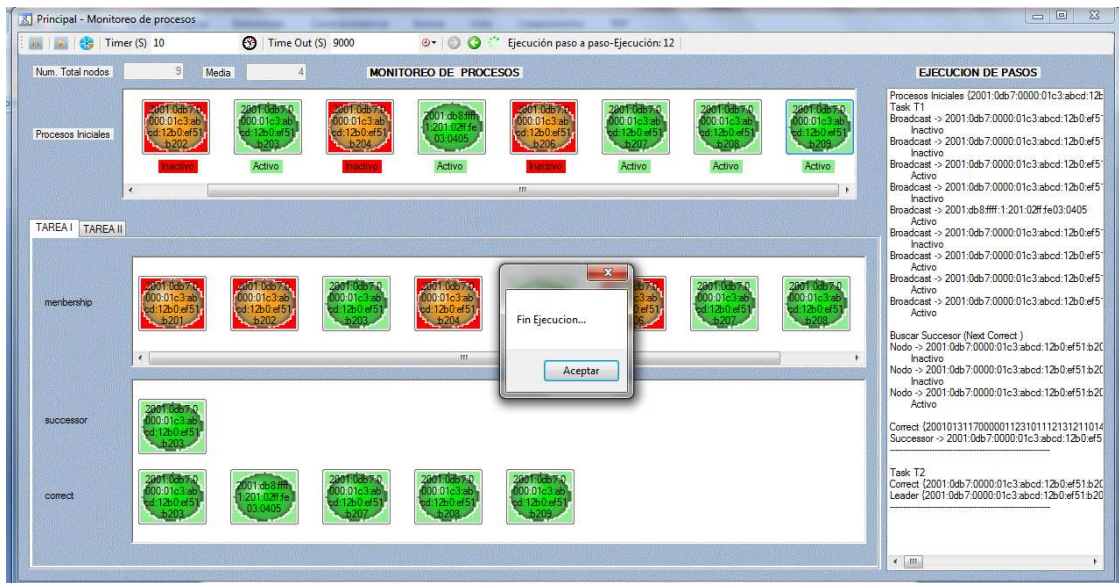 Principal - Monitoreo de procesos
Timer (S) 10 Time Out (S) 9000 Ejecución paso a paso-Ejecución: 12
Num. Total nodos 9 Media 4 MONITOREO DE PROCESOS EJECUCION DE PASOS
Procesos Iniciales
2001:0db7:0
000:01c3:ab
cd:12b0:ef51
:b202
Inactivo
2001:0db7:0
000:01c3:ab
cd:12b0:ef51
:b203
Activo
2001:0db7:0
000:01c3:ab
cd:12b0:ef51
:b204
Inactivo
2001:db8:ffff:
1:201:02ff:fe
03:0405
Activo
2001:0db7:0
000:01c3:ab
cd:12b0:ef51
:b206
Inactivo
2001:0db7:0
000:01c3:ab
cd:12b0:ef51
:b207
Activo
2001:0db7:0
000:01c3:ab
cd:12b0:ef51
:b208
Activo
2001:0db7:0
000:01c3:ab
cd:12b0:ef51
:b209
Activo
TAREA I TAREA II
menbership
2001:0db7:0
000:01c3:ab
cd:12b0:ef51
:b201
2001:0db7:0
000:01c3:ab
cd:12b0:ef51
:b202
2001:0db7:0
000:01c3:ab
cd:12b0:ef51
:b203
2001:0db7:0
000:01c3:ab
cd:12b0:ef51
:b204
2001:0db7:0
000:01c3:ab
cd:12b0:ef51
:b207
2001:0db7:0
000:01c3:ab
cd:12b0:ef51
:b208
Fin Ejecucion...
Aceptar
successor
2001:0db7:0
000:01c3:ab
cd:12b0:ef51
:b203
correct
2001:0db7:0
000:01c3:ab
cd:12b0:ef51
:b203
2001:db8:ffff:
1:201:02ff:fe
03:0405
2001:0db7:0
000:01c3:ab
cd:12b0:ef51
:b207
2001:0db7:0
000:01c3:ab
cd:12b0:ef51
:b208
2001:0db7:0
000:01c3:ab
cd:12b0:ef51
:b209
Procesos Iniciales {2001:0db7:0000:01c3:abcd:12b
Task T1
Broadcast -> 2001:0db7:0000:01c3:abcd:12b0:ef5
Inactivo
Broadcast -> 2001:0db7:0000:01c3:abcd:12b0:ef5
Inactivo
Broadcast -> 2001:0db7:0000:01c3:abcd:12b0:ef5
Activo
Broadcast -> 2001:0db7:0000:01c3:abcd:12b0:ef5
Inactivo
Broadcast -> 2001:db8:ffff:1:201:02ff:fe03:0405
Activo
Broadcast -> 2001:0db7:0000:01c3:abcd:12b0:ef5
Inactivo
Broadcast -> 2001:0db7:0000:01c3:abcd:12b0:ef5
Activo
Broadcast -> 2001:0db7:0000:01c3:abcd:12b0:ef5
Activo
Broadcast -> 2001:0db7:0000:01c3:abcd:12b0:ef5
Activo
Buscar Succesor (Next Correct )
Nodo -> 2001:0db7:0000:01c3:abcd:12b0:ef51:b20
Inactivo
Nodo -> 2001:0db7:0000:01c3:abcd:12b0:ef51:b20
Inactivo
Nodo -> 2001:0db7:0000:01c3:abcd:12b0:ef51:b20
Activo
Correct {200101311700000112310111213121 1014
Successor -> 2001:0db7:0000:01c3:abcd:12b0:ef5
Task T2
Correct {2001:0db7:0000:01c3:abcd:12b0:ef51:b20
Leader {2001:0db7:0000:01c3:abcd:12b0:ef51:b20